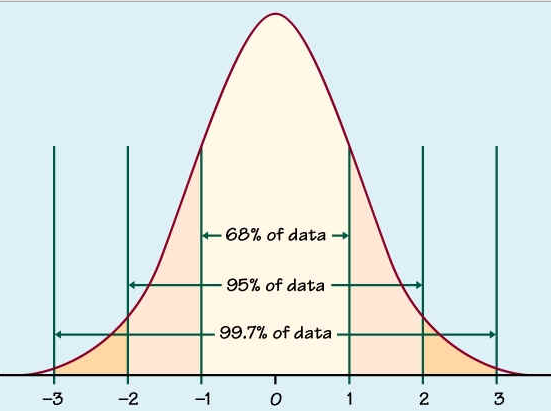 68% of data
95% of data
99.7% of data
-3 -2 -1 0 1 2 3